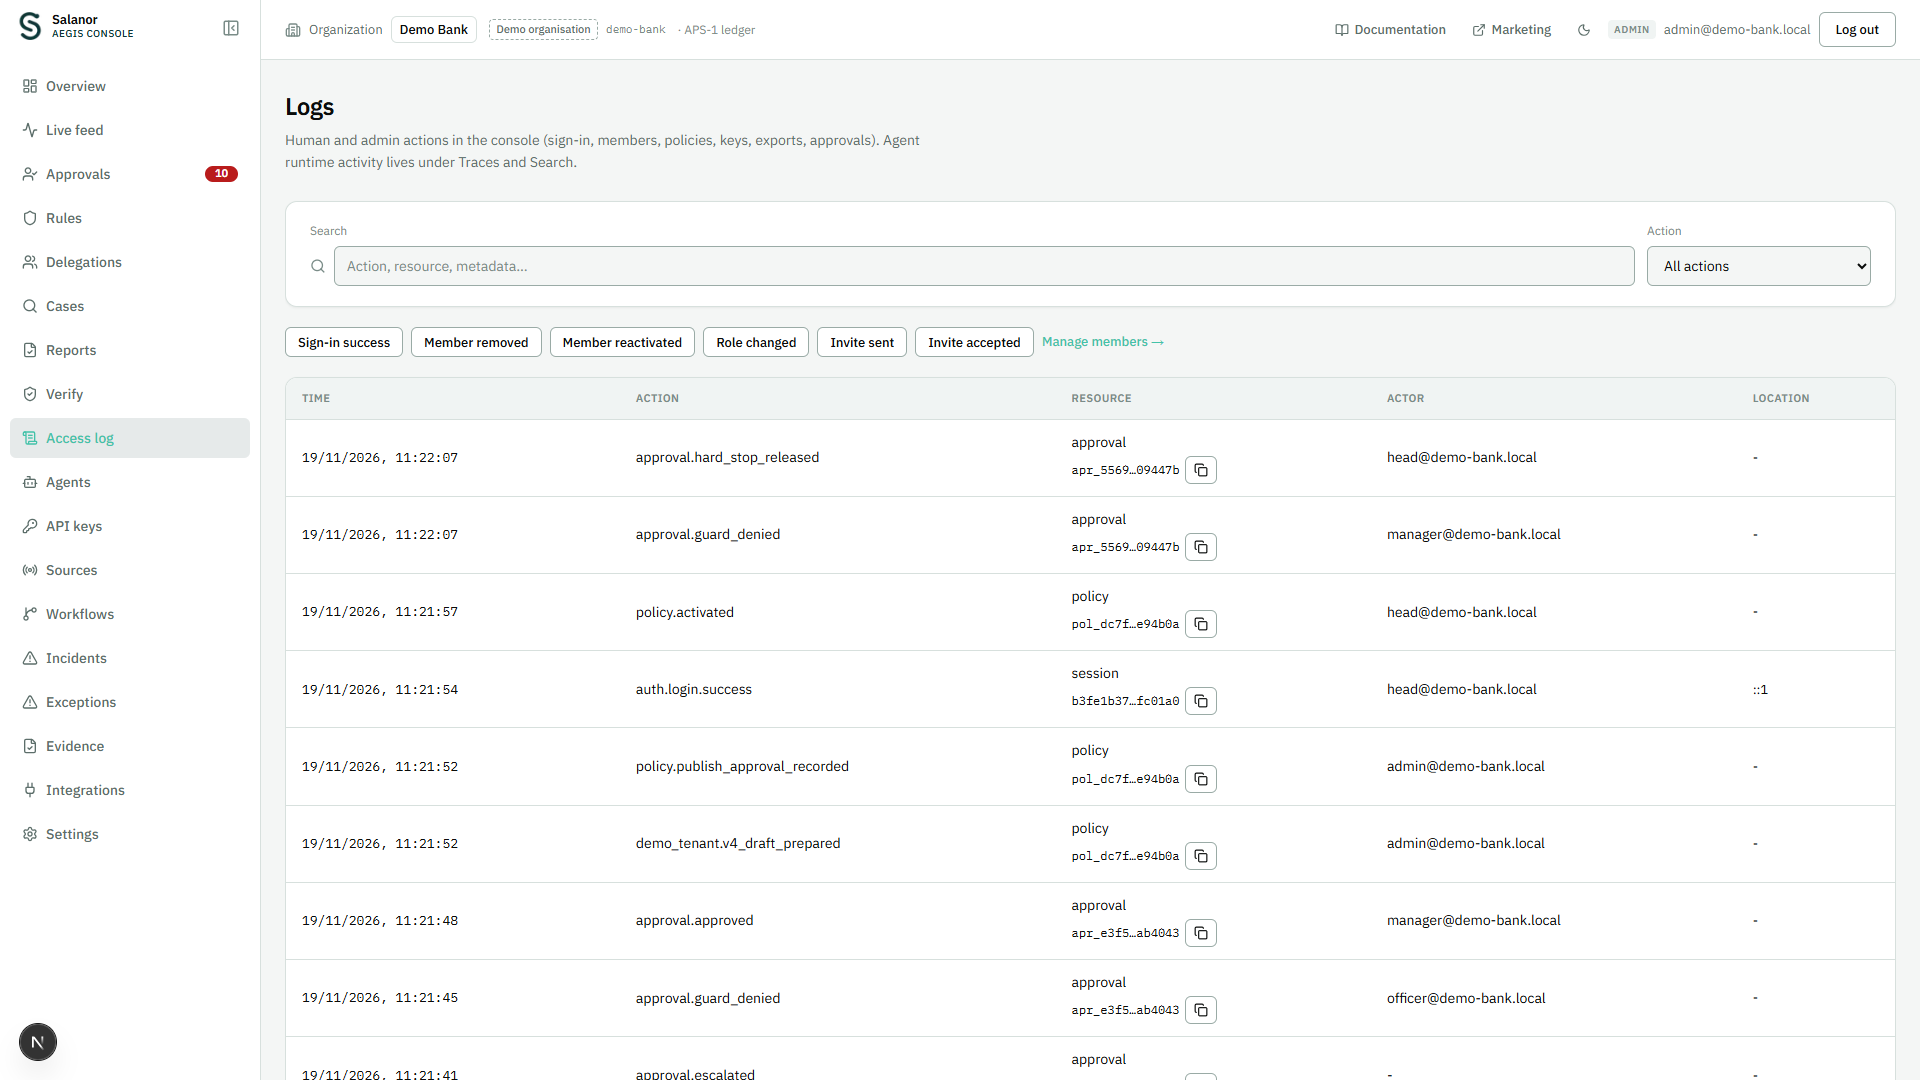 Salanor
AEGIS CONSOLE
Organization
Demo Bank
Demo organisation
demo-bank
· APS-1 ledger
Documentation
Marketing
ADMIN
admin@demo-bank.local
Log out
Overview
Live feed
Approvals
10
Rules
Delegations
Cases
Reports
Verify
Access log
Agents
API keys
Sources
Workflows
Incidents
Exceptions
Evidence
Integrations
Settings
N
Logs
Human and admin actions in the console (sign-in, members, policies, keys, exports, approvals). Agent
runtime activity lives under Traces and Search.
Search
Action, resource, metadata...
Action
All actions
Sign-in success
Member removed
Member reactivated
Role changed
Invite sent
Invite accepted
Manage members →
TIME ACTION RESOURCE ACTOR LOCATION
19/11/2026, 11:22:07 approval.hard_stop_released approval head@demo-bank.local -
apr_5569…09447b
19/11/2026, 11:22:07 approval.guard_denied approval manager@demo-bank.local -
apr_5569…09447b
19/11/2026, 11:21:57 policy.activated policy head@demo-bank.local -
pol_dc7f…e94b0a
19/11/2026, 11:21:54 auth.login.success session head@demo-bank.local ::1
b3fe1b37…fc01a0
19/11/2026, 11:21:52 policy.publish_approval_recorded policy admin@demo-bank.local -
pol_dc7f…e94b0a
19/11/2026, 11:21:52 demo_tenant.v4_draft_prepared policy admin@demo-bank.local -
pol_dc7f…e94b0a
19/11/2026, 11:21:48 approval.approved approval manager@demo-bank.local -
apr_e3f5…ab4043
19/11/2026, 11:21:45 approval.guard_denied approval officer@demo-bank.local -
apr_e3f5…ab4043
19/11/2026, 11:21:41 approval.escalated approval - -